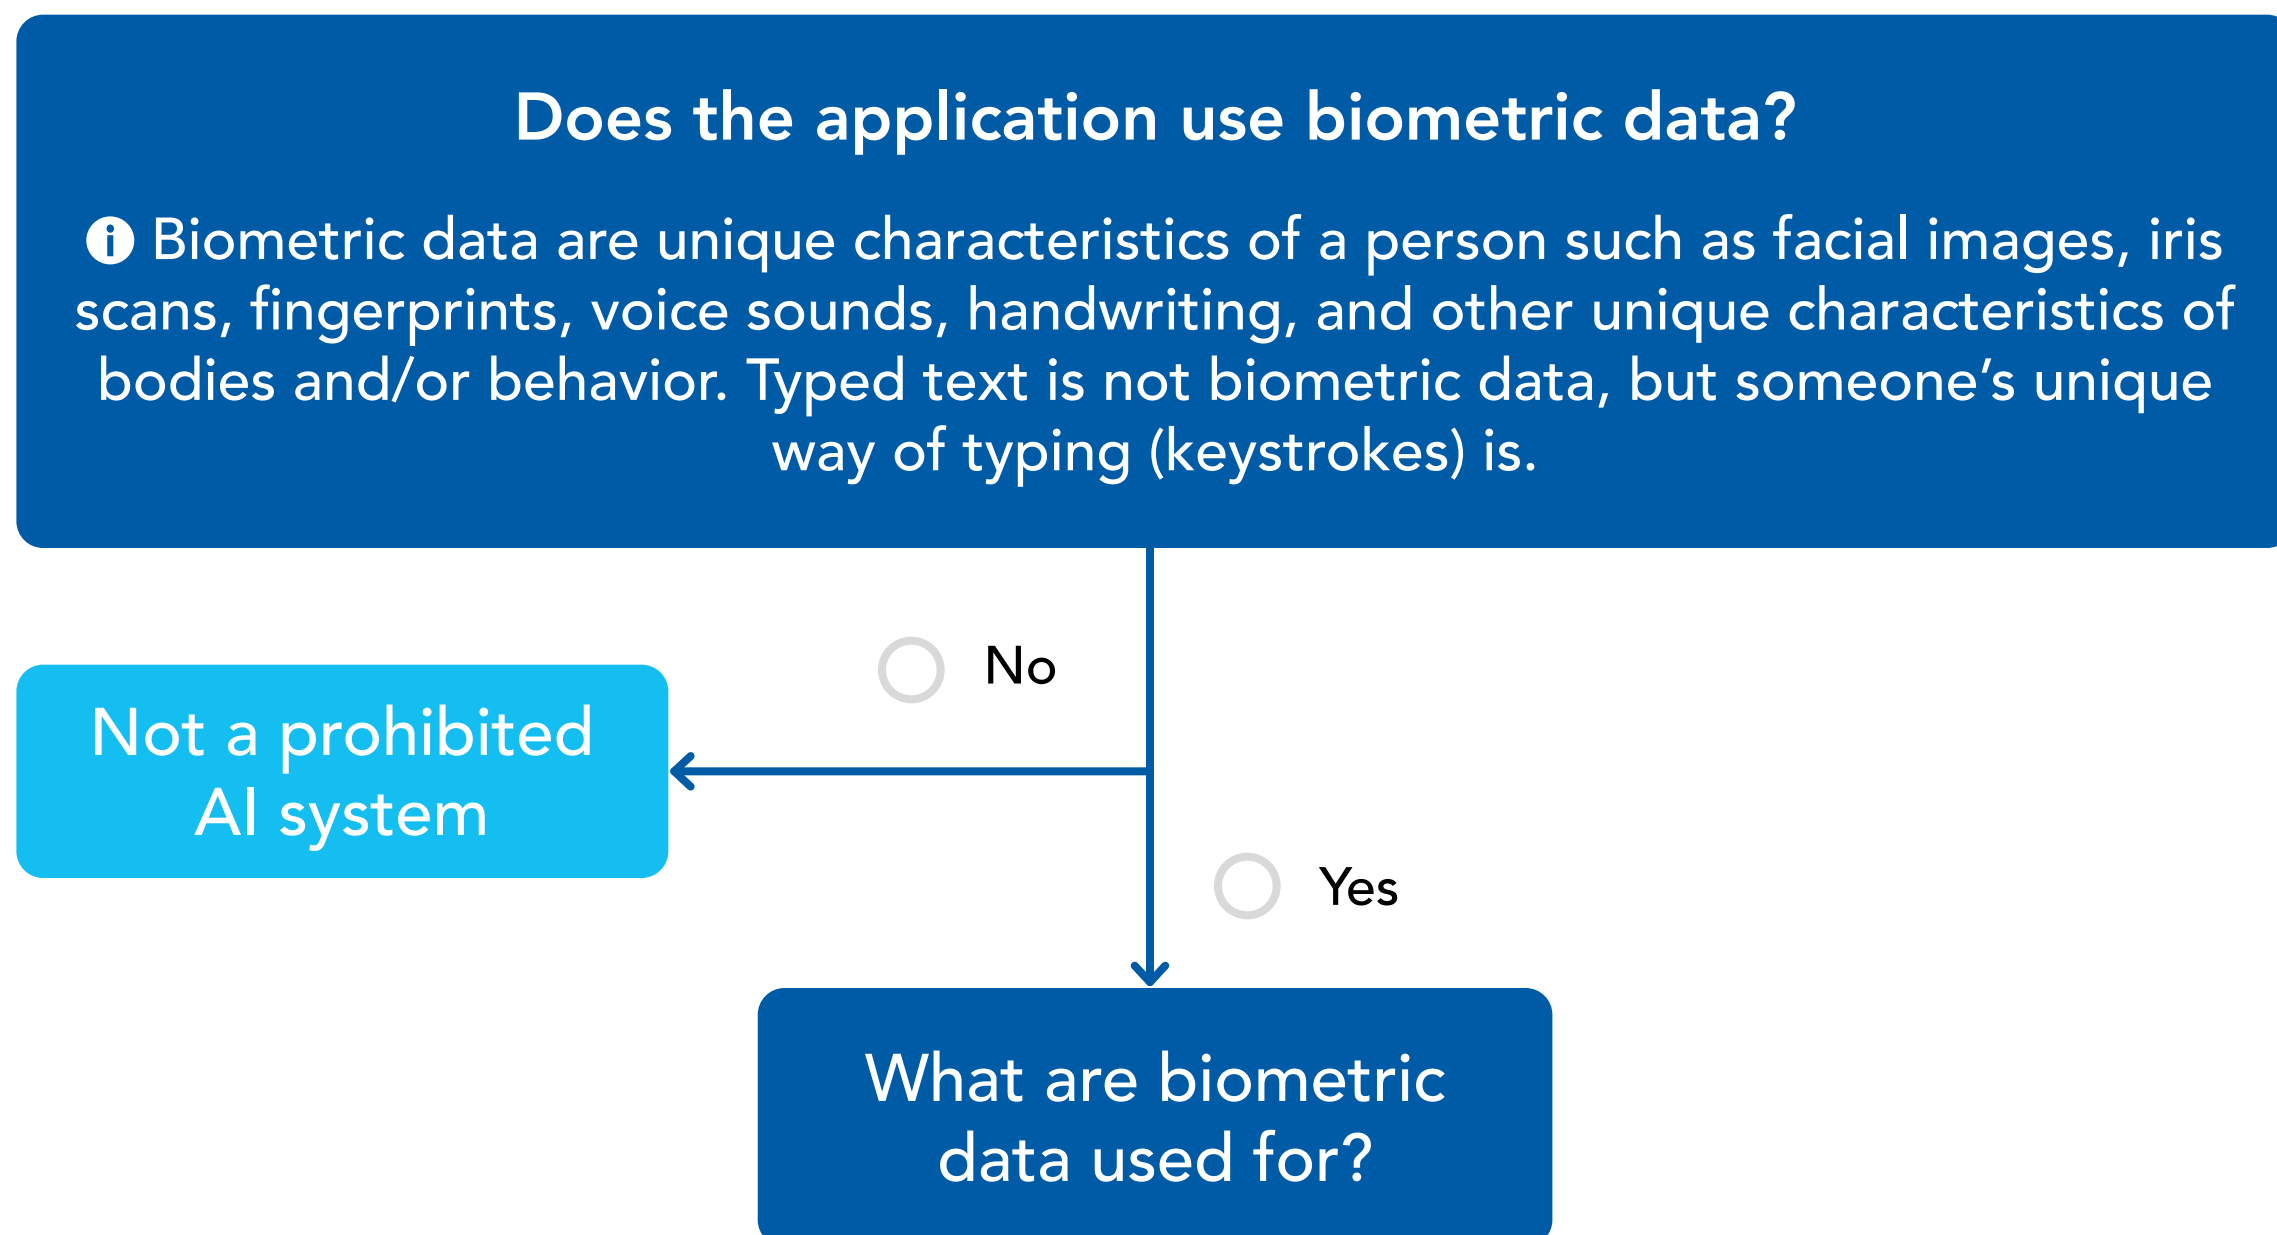 Does the application use biometric data?
Biometric data are unique characteristics of a person such as facial images, iris
scans, fingerprints, voice sounds, handwriting, and other unique characteristics of
bodies and/or behavior. Typed text is not biometric data, but someone’s unique
way of typing (keystrokes) is.
No
Not a prohibited
AI system
Yes
What are biometric
data used for?